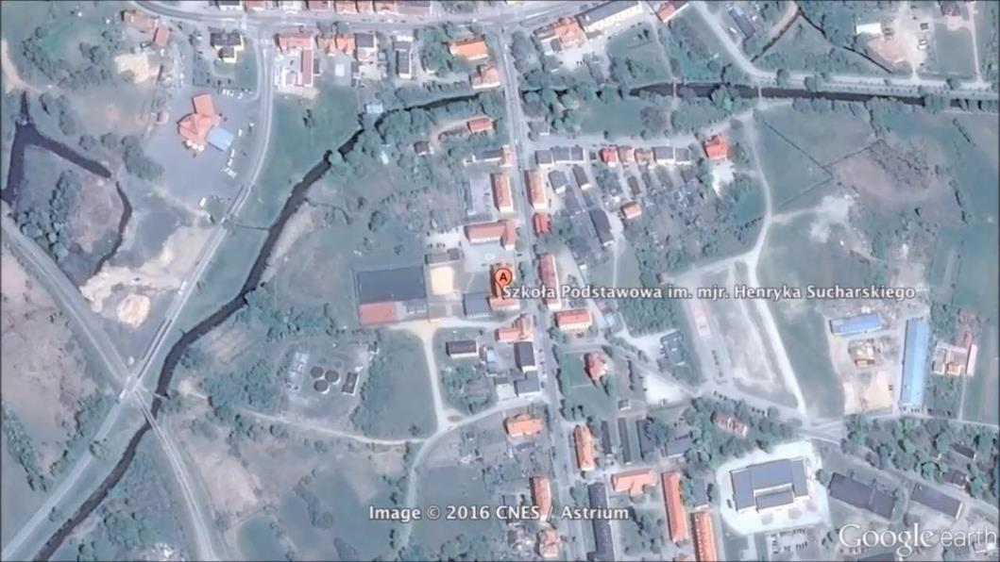 A
Szkoła Podstawowa im. mjr. Henryka Sucharskiego
Image © 2016 CNES / Astrium
Google earth